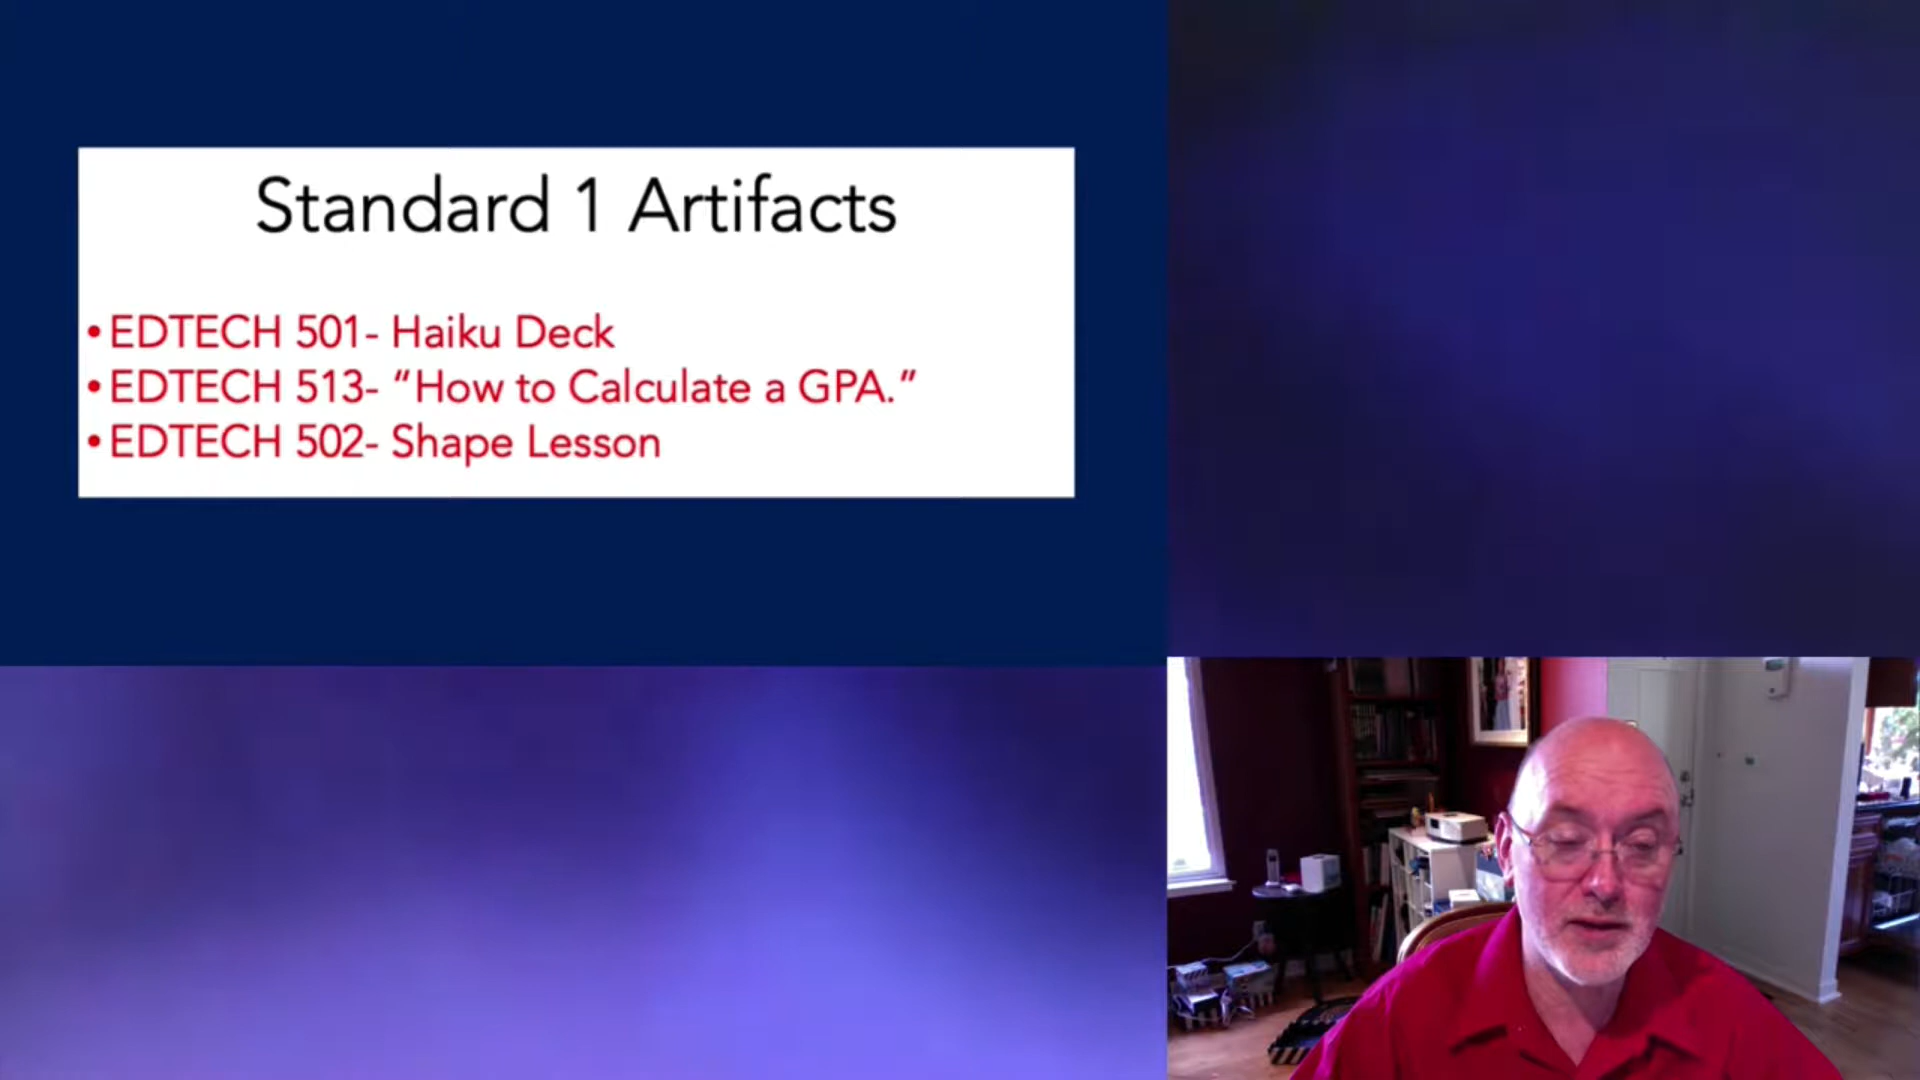 Standard 1 Artifacts
•EDTECH 501- Haiku Deck
•EDTECH 513- “How to Calculate a GPA.”
•EDTECH 502- Shape Lesson